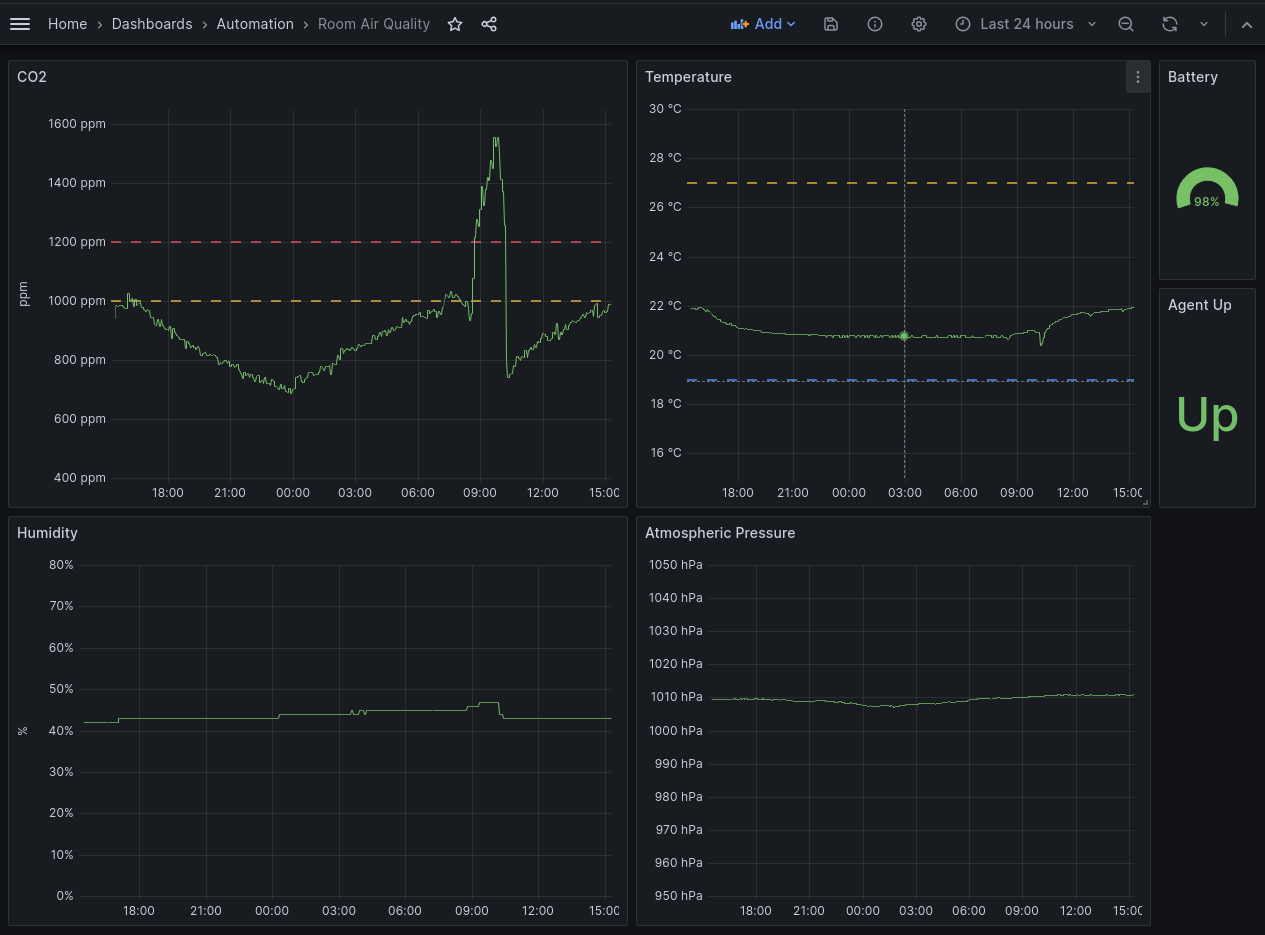 Home › Dashboards › Automation › Room Air Quality Add Last 24 hours
CO2
ppm
1600 ppm
1400 ppm
1200 ppm
1000 ppm
800 ppm
600 ppm
400 ppm
18:00 21:00 00:00 03:00 06:00 09:00 12:00 15:00
Temperature
30 °C
28 °C
26 °C
24 °C
22 °C
20 °C
18 °C
16 °C
18:00 21:00 00:00 03:00 06:00 09:00 12:00 15:00
Battery
98%
Agent Up
Up
Humidity
%
80%
70%
60%
50%
40%
30%
20%
10%
0%
18:00 21:00 00:00 03:00 06:00 09:00 12:00 15:00
Atmospheric Pressure
1050 hPa
1040 hPa
1030 hPa
1020 hPa
1010 hPa
1000 hPa
990 hPa
980 hPa
970 hPa
960 hPa
950 hPa
18:00 21:00 00:00 03:00 06:00 09:00 12:00 15:00